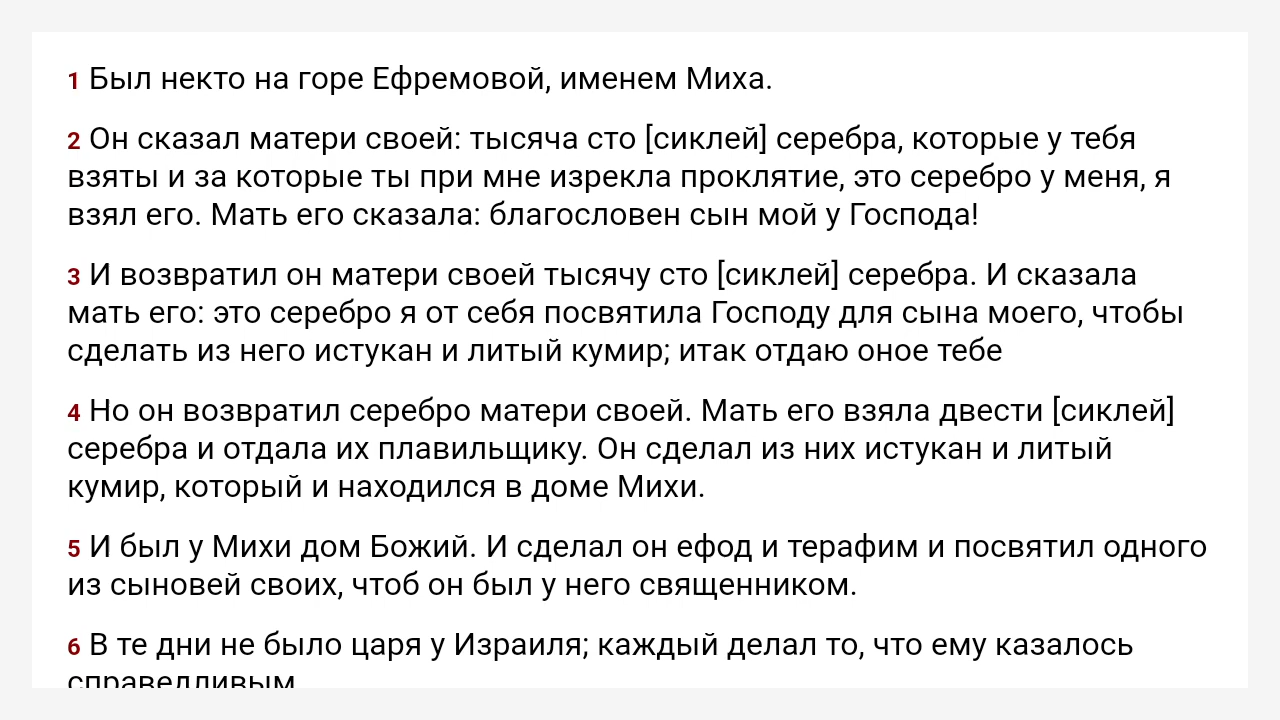 1 Был некто на горе Ефремовой, именем Миха.
2 Он сказал матери своей: тысяча сто [сиклей] серебра, которые у тебя
взяты и за которые ты при мне изрекла проклятие, это серебро у меня, я
взял его. Мать его сказала: благословен сын мой у Господа!
3 И возвратил он матери своей тысячу сто [сиклей] серебра. И сказала
мать его: это серебро я от себя посвятила Господу для сына моего, чтобы
сделать из него истукан и литый кумир; итак отдаю оное тебе
4 Но он возвратил серебро матери своей. Мать его взяла двести [сиклей]
серебра и отдала их плавильщику. Он сделал из них истукан и литый
кумир, который и находился в доме Михи.
5 И был у Михи дом Божий. И сделал он ефод и терафим и посвятил одного
из сыновей своих, чтоб он был у него священником.
6 В те дни не было царя у Израиля; каждый делал то, что ему казалось
справедливым